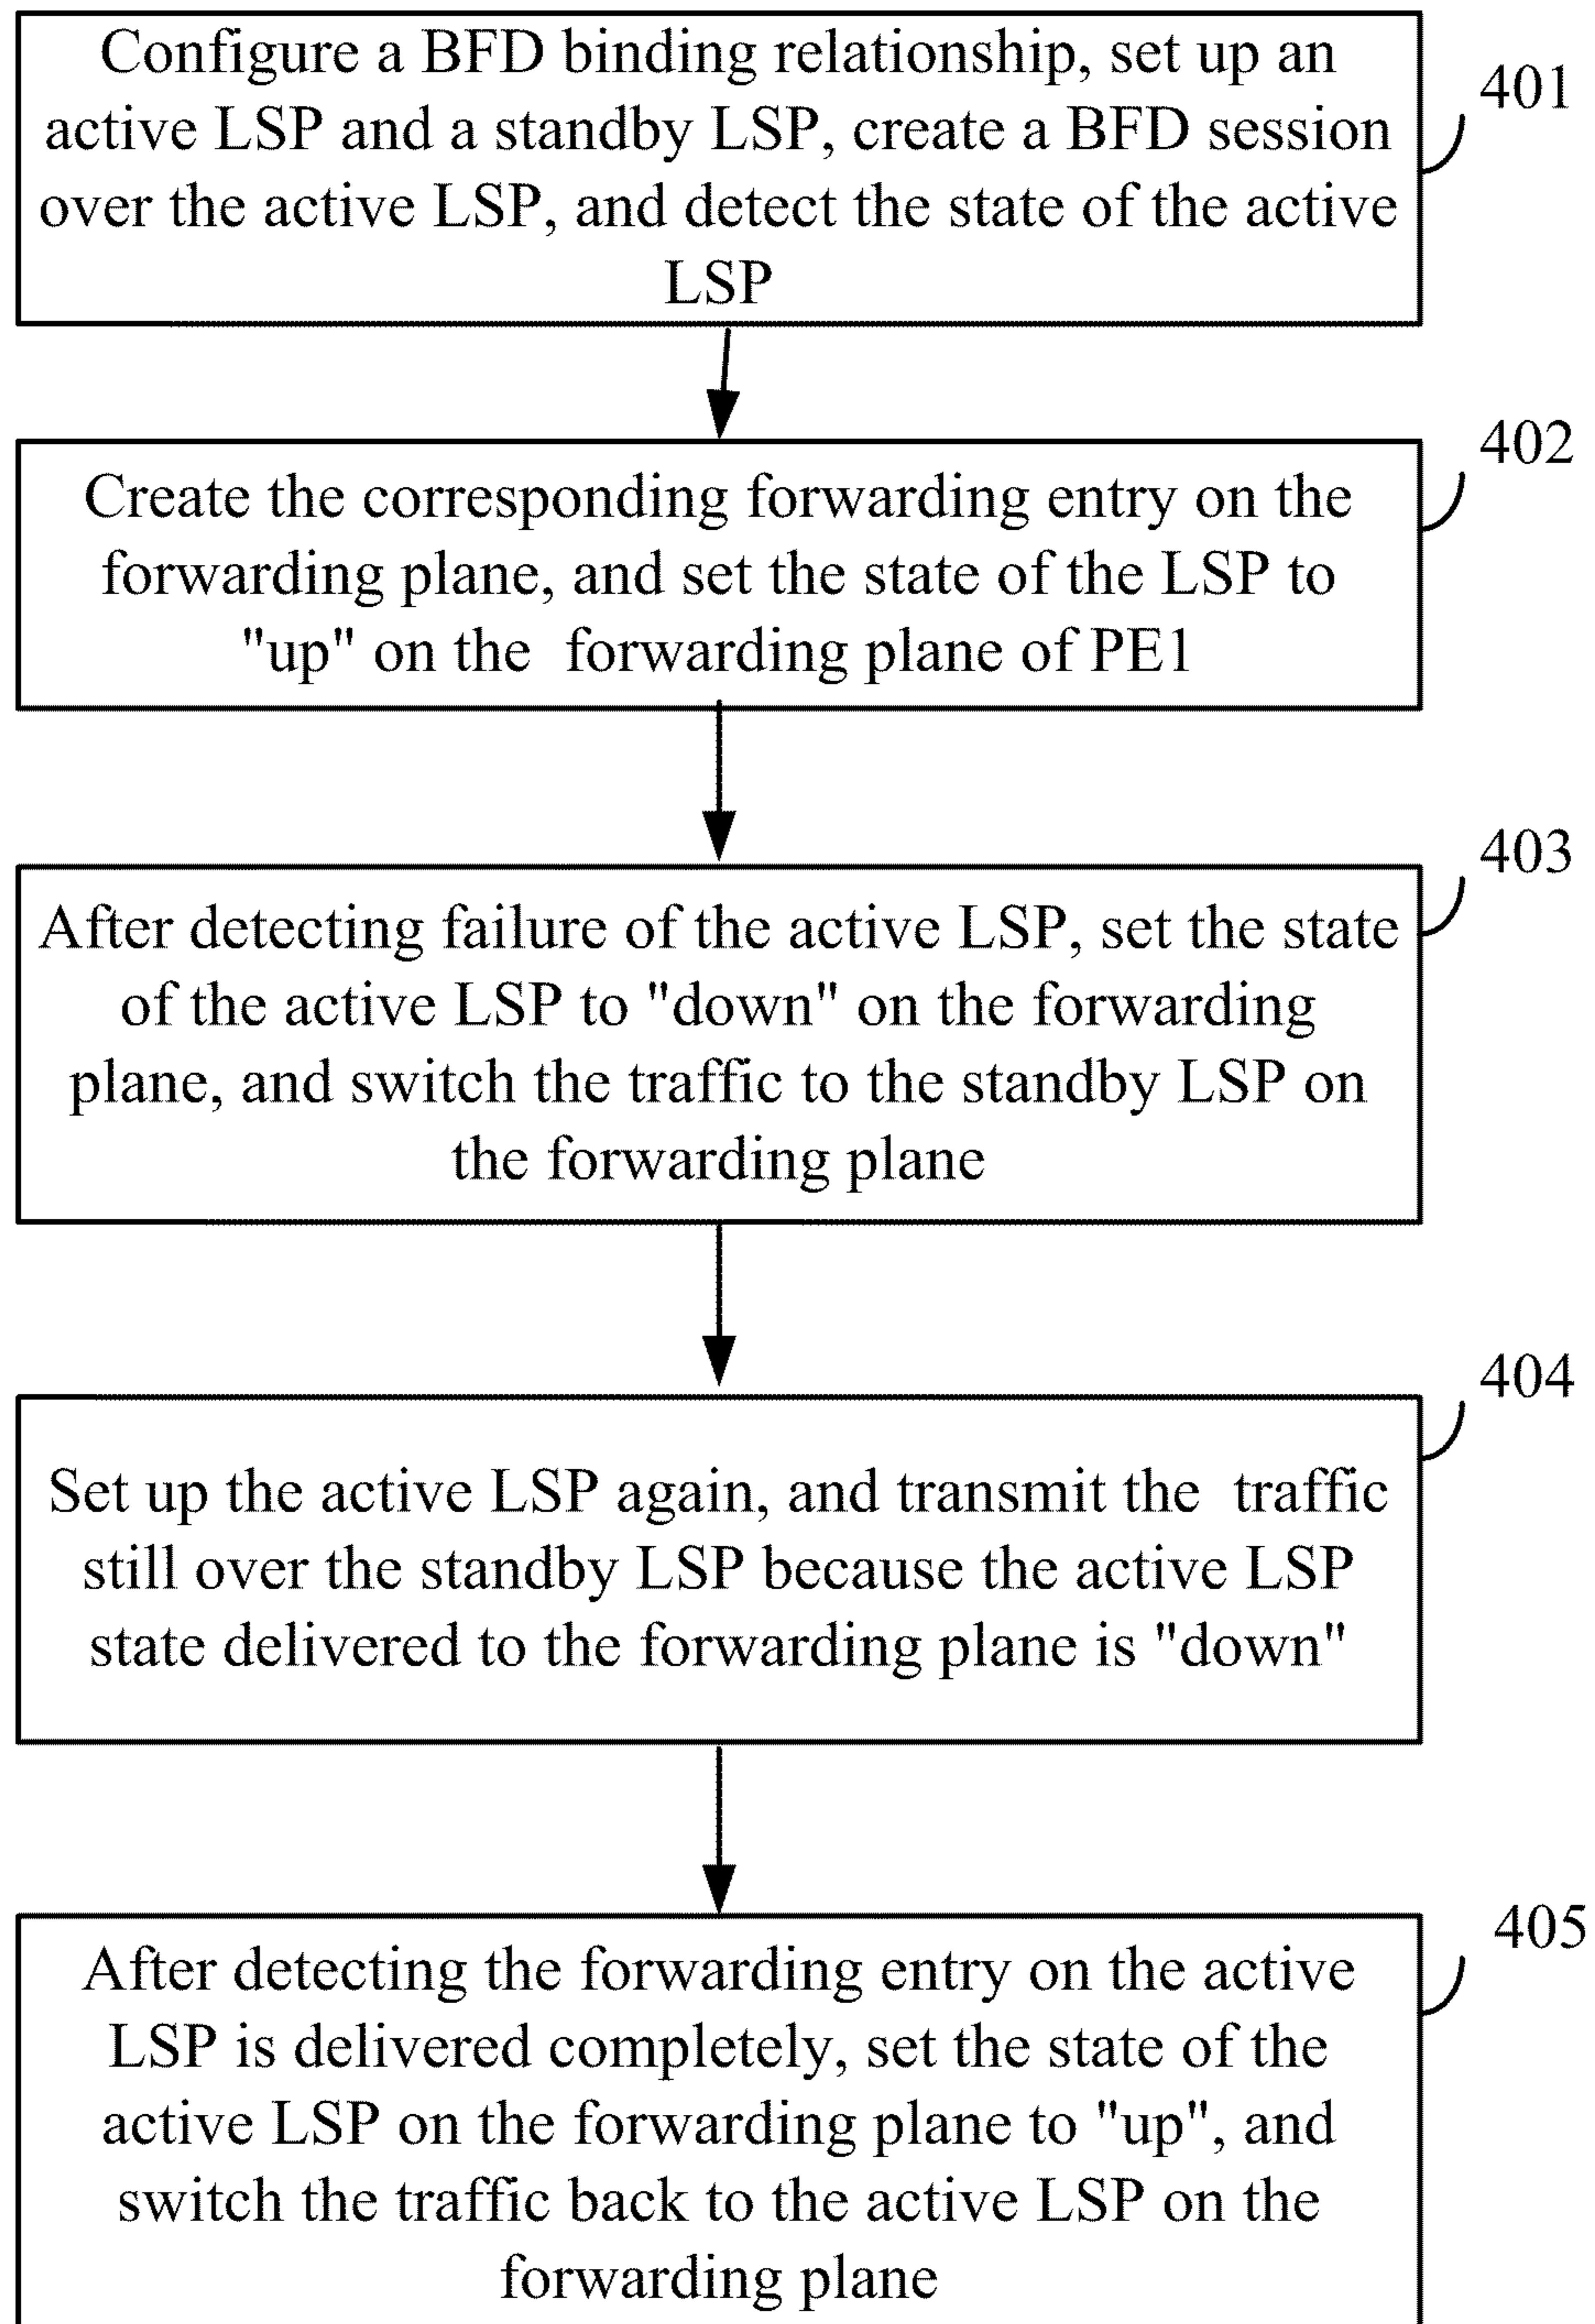 Configure a BFD binding relationship, set up an
active LSP and a standby LSP, create a BFD session
over the active LSP, and detect the state of the active
LSP
401
Create the corresponding forwarding entry on the
forwarding plane, and set the state of the LSP to
"up" on the forwarding plane of PE1
402
After detecting failure of the active LSP, set the state
of the active LSP to "down" on the forwarding
plane, and switch the traffic to the standby LSP on
the forwarding plane
403
Set up the active LSP again, and transmit the traffic
still over the standby LSP because the active LSP
state delivered to the forwarding plane is "down"
404
After detecting the forwarding entry on the active
LSP is delivered completely, set the state of the
active LSP on the forwarding plane to "up", and
switch the traffic back to the active LSP on the
forwarding plane
405